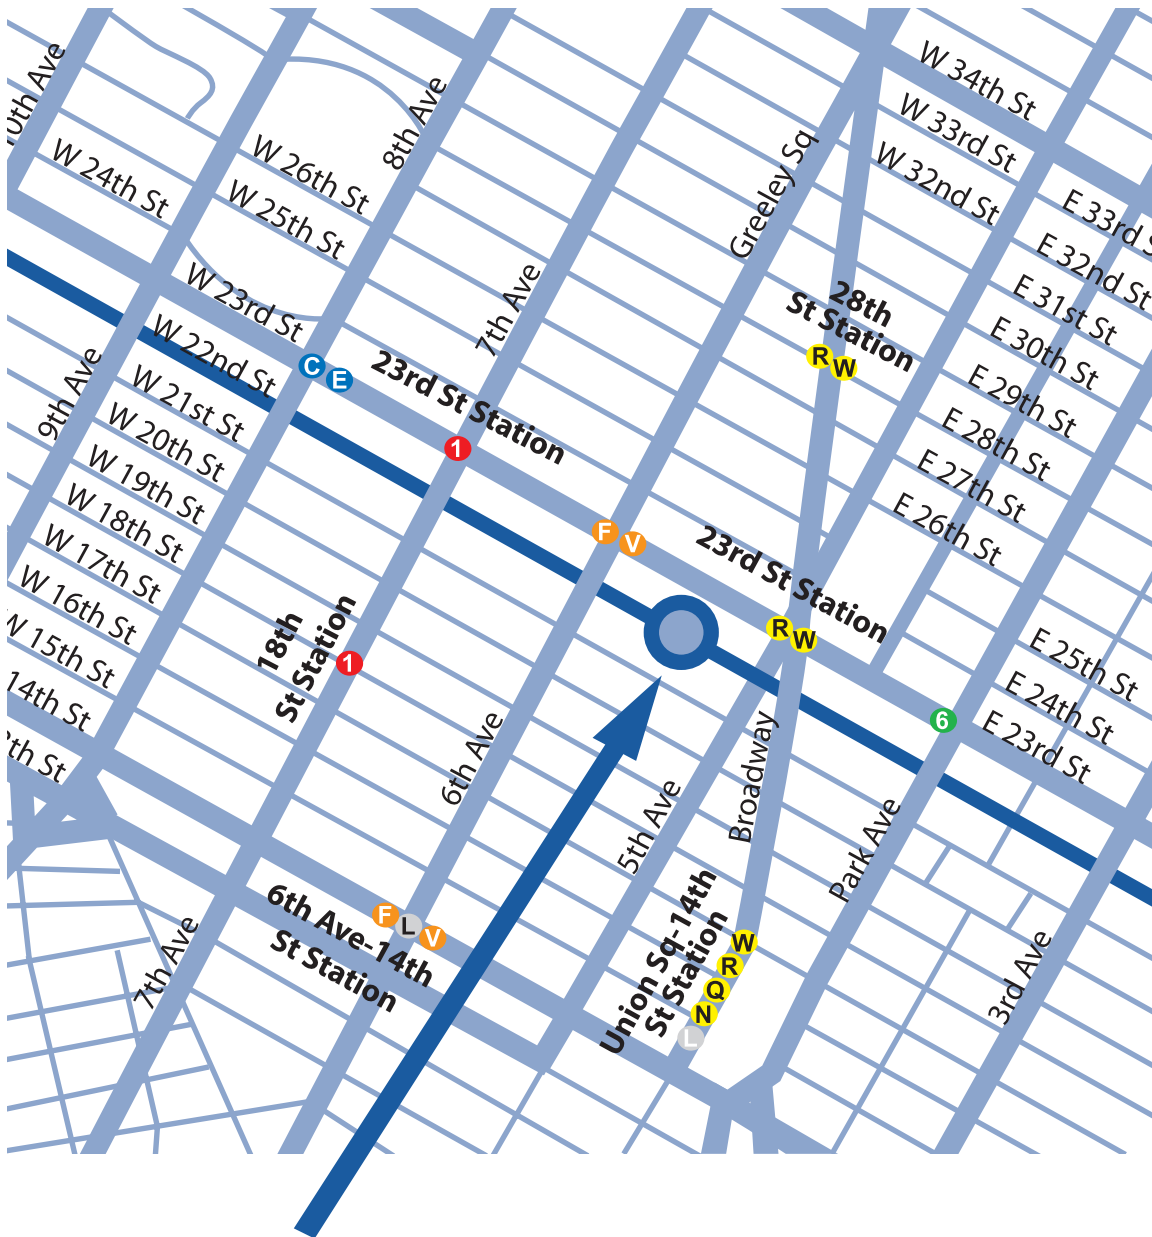 W 34th St
W 33rd St
W 32nd St
8th Ave
Greeley Sq
W 24th St
W 26th St
W 25th St
E 33rd S
E 32nd St
E 31st St
E 30th St
E 29th St
E 28th St
E 27th St
E 26th St
7th Ave
28th
St Station
R W
W 23rd St
W 22nd St
C E
23rd St Station
1
9th Ave
W 21st St
W 20th St
W 19th St
W 18th St
W 17th St
W 16th St
W 15th St
14th St
th St
F V
23rd St Station
R W
18th
St Station
1
E 25th St
E 24th St
E 23rd St
6
6th Ave
5th Ave
Broadway
Park Ave
3rd Ave
6th Ave-14th
St Station
F L V
Union Sq-14th
St Station
W
R
Q
N
L
7th Ave
0th Ave